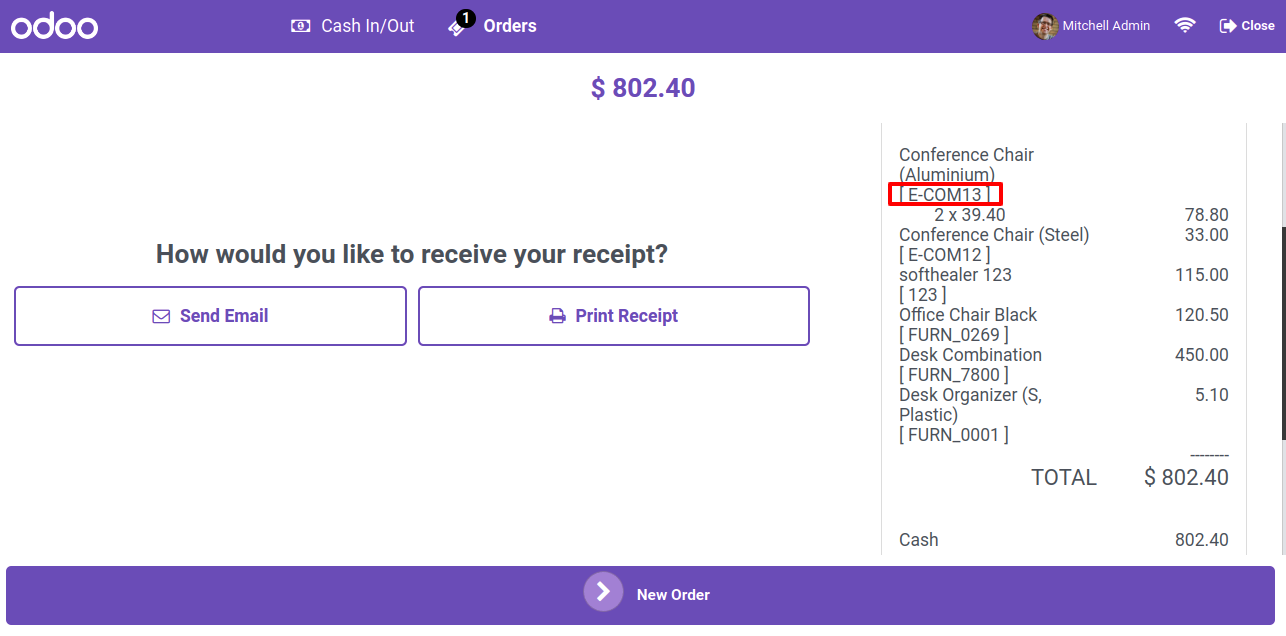 odoo
Cash In/Out
1
Orders
Mitchell Admin
Close
$ 802.40
How would you like to receive your receipt?
Send Email
Print Receipt
Conference Chair
(Aluminium)
[ E-COM13 ]
2 x 39.40 78.80
Conference Chair (Steel) 33.00
[ E-COM12 ]
softhealer 123 115.00
[ 123 ]
Office Chair Black 120.50
[ FURN_0269 ]
Desk Combination 450.00
[ FURN_7800 ]
Desk Organizer (S, 5.10
Plastic)
[ FURN_0001 ]
--------
TOTAL $ 802.40
Cash 802.40
New Order